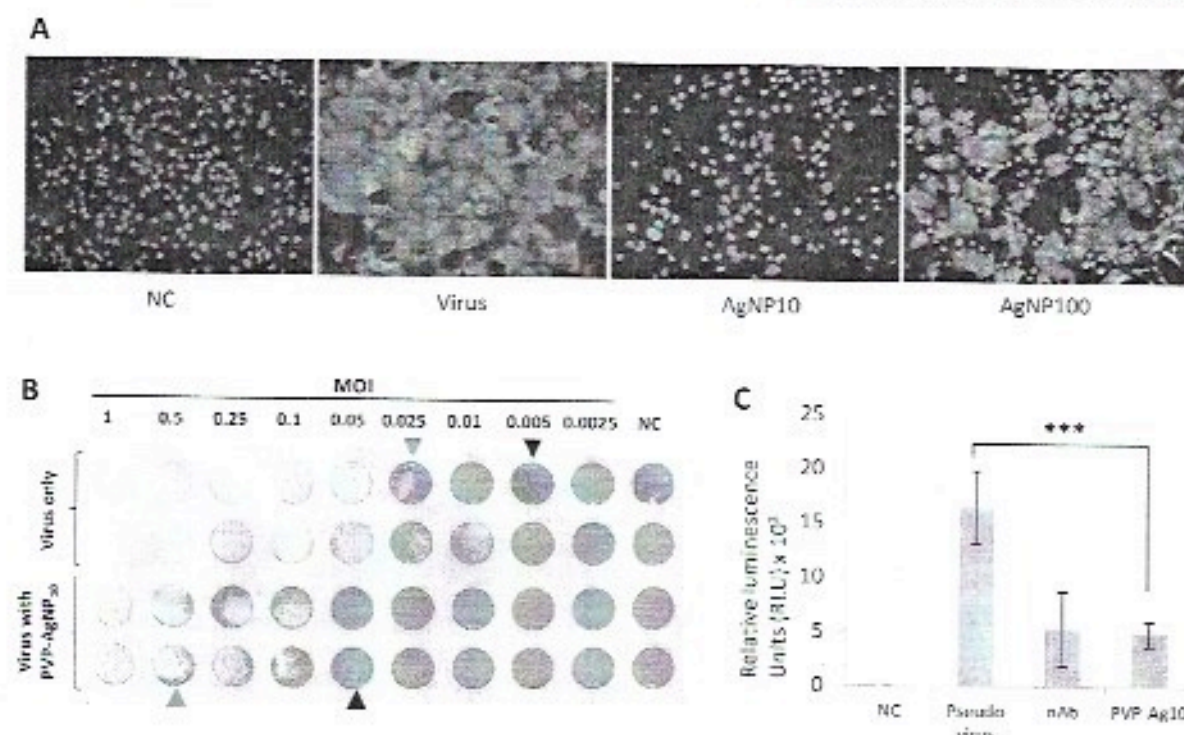 A
NC Virus AgNP10 AgNP100
B
MOI
1 0.5 0.25 0.1 0.05 0.025 0.01 0.005 0.0025 NC
Virus only
Virus with
PVP-AgNP
C
Relative luminescence
Units (RLU) x 10
25
20
15
10
5
0
***
NC Pseudo nAb PVP-Ag10